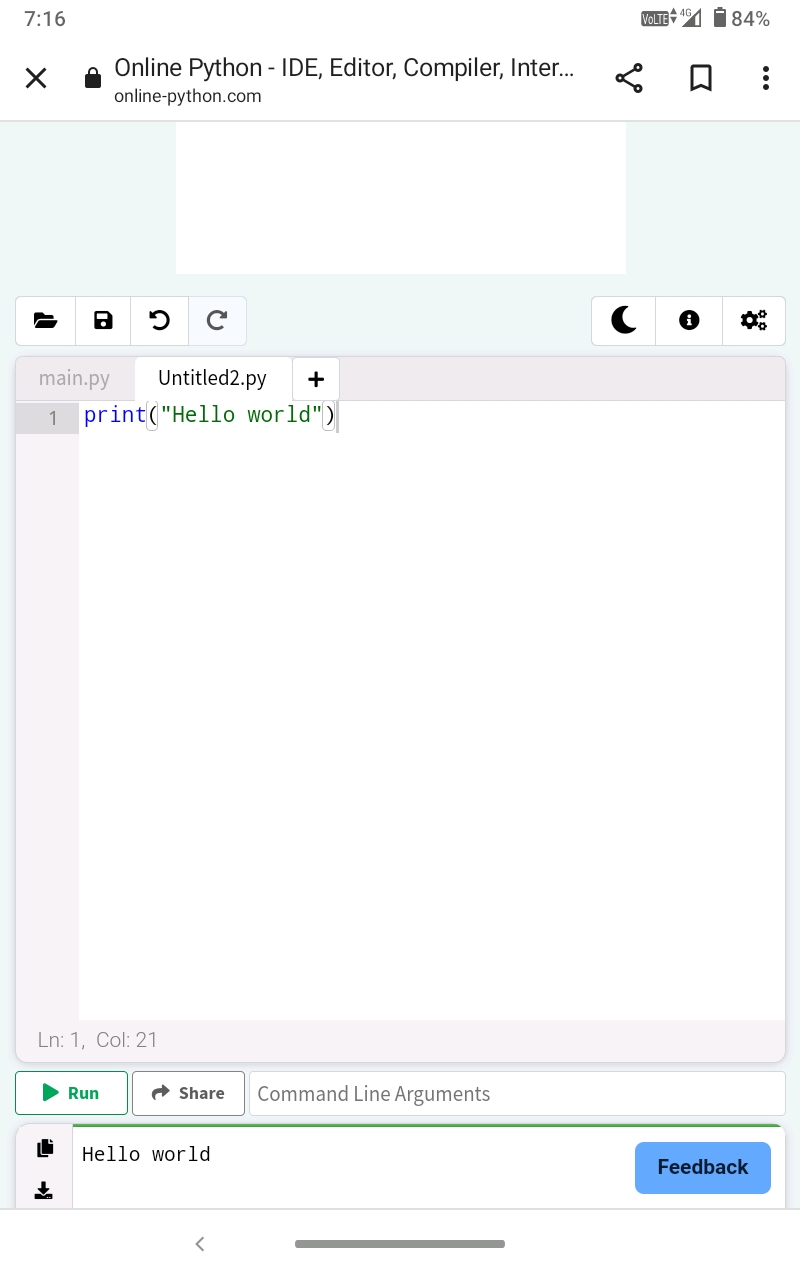 7:16 VoLTE 4G 84%
Online Python - IDE, Editor, Compiler, Inter...
online-python.com
main.py Untitled2.py +
1 print("Hello world")
Ln: 1, Col: 21
Run Share Command Line Arguments
Hello world
Feedback